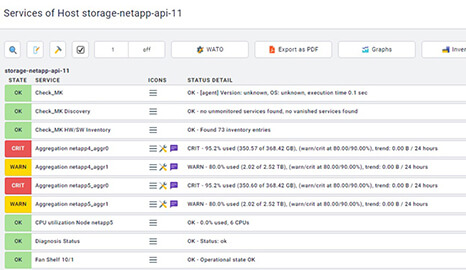 Services of Host storage-netapp-api-11
1 off WATO Export as PDF Graphs Inven
storage-netapp-api-11
STATE SERVICE ICONS STATUS DETAIL
OK Check_MK OK - [agent] Version: unknown, OS: unknown, execution time 0.1 sec
OK Check_MK Discovery OK - no unmonitored services found, no vanished services found
OK Check_MK HW/SW Inventory OK - Found 73 inventory entries
CRIT Aggregation netapp4_aggr0 CRIT - 95.2% used (350.57 of 368.42 GB), (warn/crit at 80.00/90.00%), trend: 0.00 B / 24 hours
WARN Aggregation netapp4_aggr1 WARN - 80.0% used (2.02 of 2.52 TB), (warn/crit at 80.00/90.00%), trend: 0.00 B / 24 hours
CRIT Aggregation netapp5_aggr0 CRIT - 95.2% used (350.60 of 368.42 GB), (warn/crit at 80.00/90.00%), trend: 0.00 B / 24 hours
WARN Aggregation netapp5_aggr1 WARN - 80.0% used (2.02 of 2.52 TB), (warn/crit at 80.00/90.00%), trend: 0.00 B / 24 hours
OK CPU utilization Node netapp5 OK - 0.0% used, 6 CPUs
OK Diagnosis Status OK - Status: ok
OK Fan Shelf 10/1 OK - Operational state OK